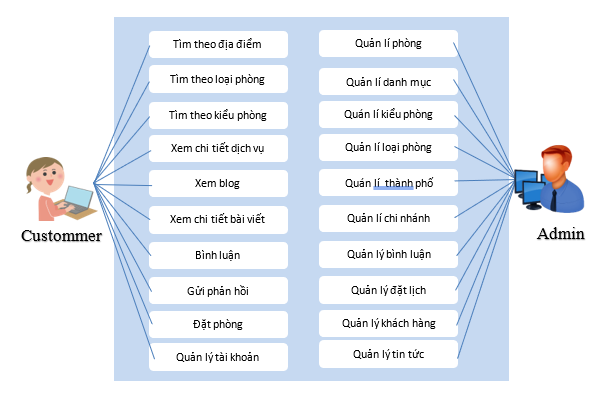 Tìm theo địa điểm
Tìm theo loại phòng
Tìm theo kiểu phòng
Xem chi tiết dịch vụ
Xem blog
Xem chi tiết bài viết
Bình luận
Gửi phản hồi
Đặt phòng
Quản lý tài khoản
Custommer
Quản lí phòng
Quản lí danh mục
Quản lí kiểu phòng
Quản lí loại phòng
Quản lí thành phố
Quản lí chi nhánh
Quản lý bình luận
Quản lý đặt lịch
Quản lý khách hàng
Quản lý tin tức
Admin